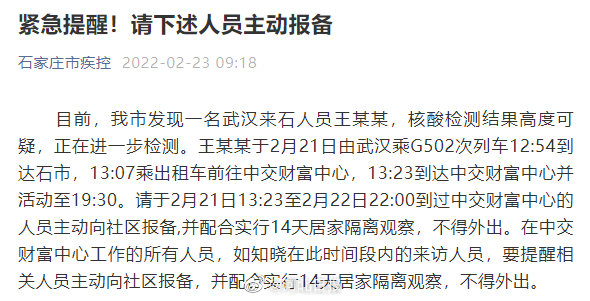 紧急提醒！请下述人员主动报备
石家庄市疾控 2022-02-23 09:18
目前，我市发现一名武汉来石人员王某某，核酸检测结果高度可
疑，正在进一步检测。王某某于2月21日由武汉乘G502次列车12:54到
达石市，13:07乘出租车前往中交财富中心，13:23到达中交财富中心并
活动至19:30。请于2月21日13:23至2月22日22:00到过中交财富中心的
人员主动向社区报备,并配合实行14天居家隔离观察，不得外出。在中交
财富中心工作的所有人员，如知晓在此时间段内的来访人员，要提醒相
关人员主动向社区报备，并配合实行14天居家隔离观察，不得外出。